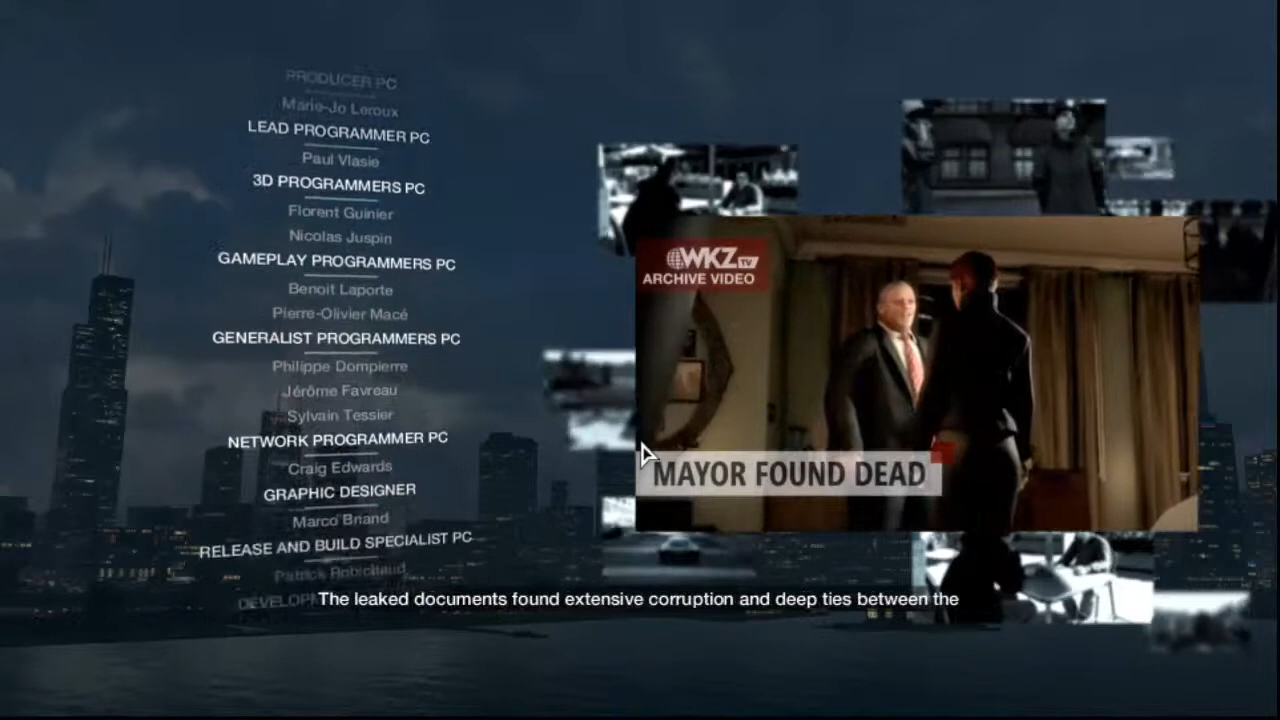 PRODUCER PC
Marie-Jo Leroux
LEAD PROGRAMMER PC
Paul Vlasie
3D PROGRAMMERS PC
Florent Guinier
Nicolas Juspin
GAMEPLAY PROGRAMMERS PC
Benoit Laporte
Pierre-Olivier Macé
GENERALIST PROGRAMMERS PC
Philippe Dompierre
Jérôme Favreau
Sylvain Tessier
NETWORK PROGRAMMER PC
Craig Edwards
GRAPHIC DESIGNER
Marco Briand
RELEASE AND BUILD SPECIALIST PC
Patrick Robichaud
WKZ TV
ARCHIVE VIDEO
MAYOR FOUND DEAD
The leaked documents found extensive corruption and deep ties between the